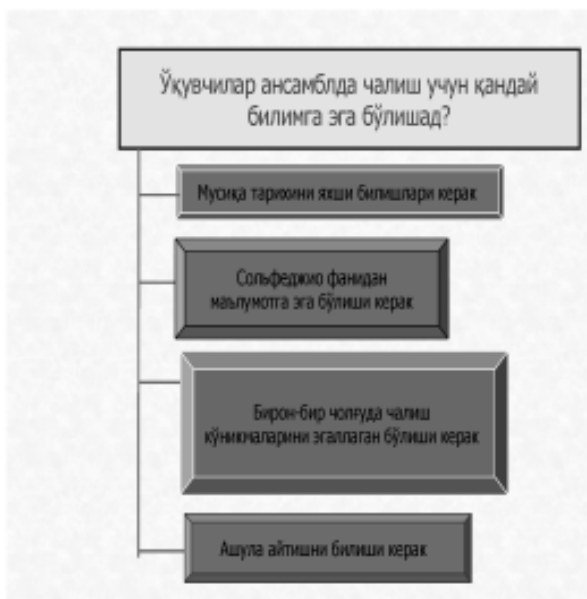 Ўқувчилар ансамблда чалиш учун қандай
билимга эга бўлишад?
Мусиқа тарихини яхши билишлари керак
Сольфеджио фанидан
маълумотга эга бўлиши керак
Бирон-бир чолғуда чалиш
кўникмаларини эгаллаган бўлиши керак
Ашула айтишни билиши керак